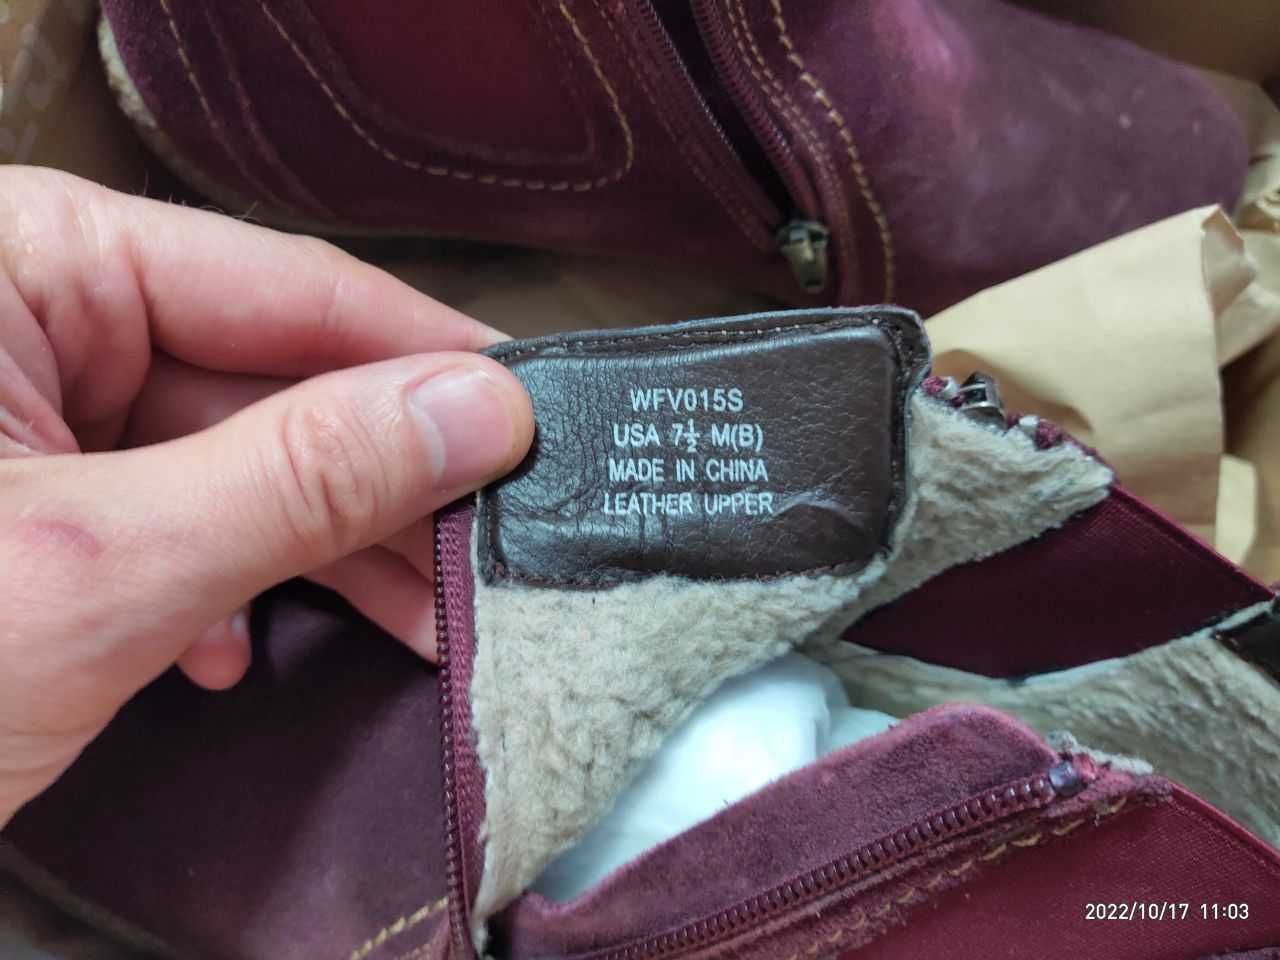 WFV015S
USA 7½ M(B)
MADE IN CHINA
LEATHER UPPER
2022/10/17 11:03